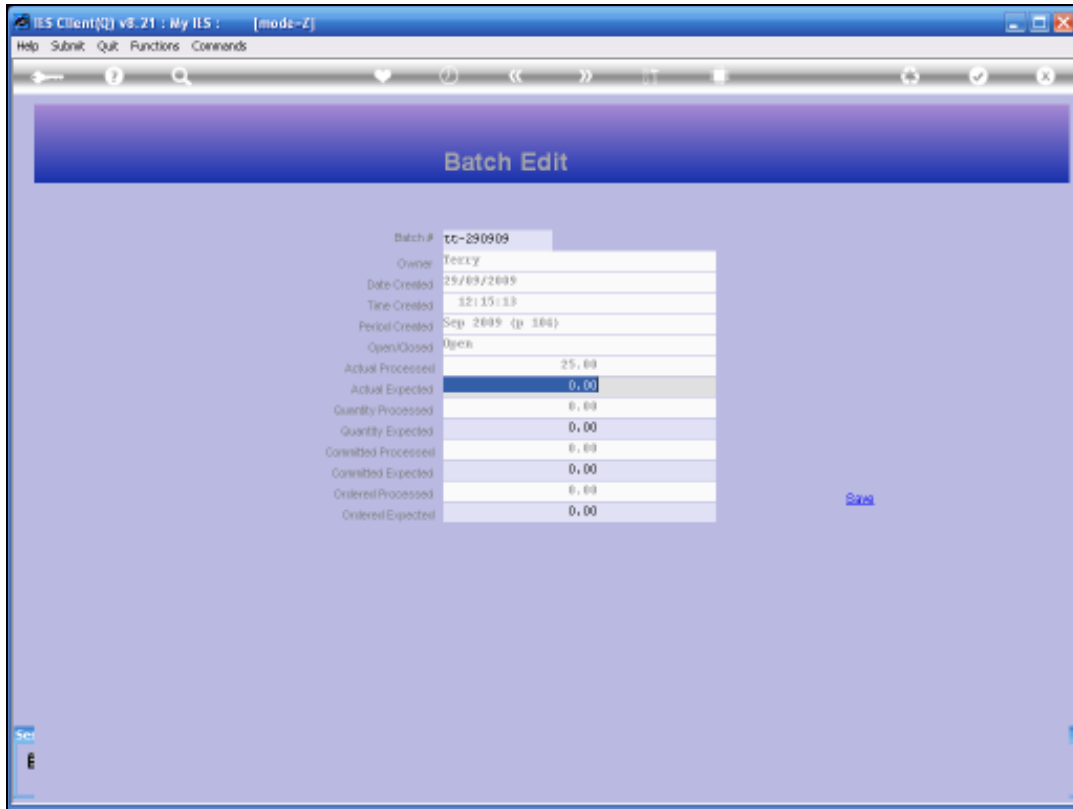 IES Client(Q) v8.21 : My IES : [mode=Z]
Help Submit Quit Functions Commands
Batch Edit
Batch # tt-290909
Owner Terry
Date Created 29/09/2009
Time Created 12:15:13
Period Created Sep 2009 (p 106)
Open/Closed Open
Actual Processed 25.00
Actual Expected 0.00
Quantity Processed 0.00
Quantity Expected 0.00
Committed Processed 0.00
Committed Expected 0.00
Ordered Processed 0.00
Save
Ordered Expected 0.00
Ses